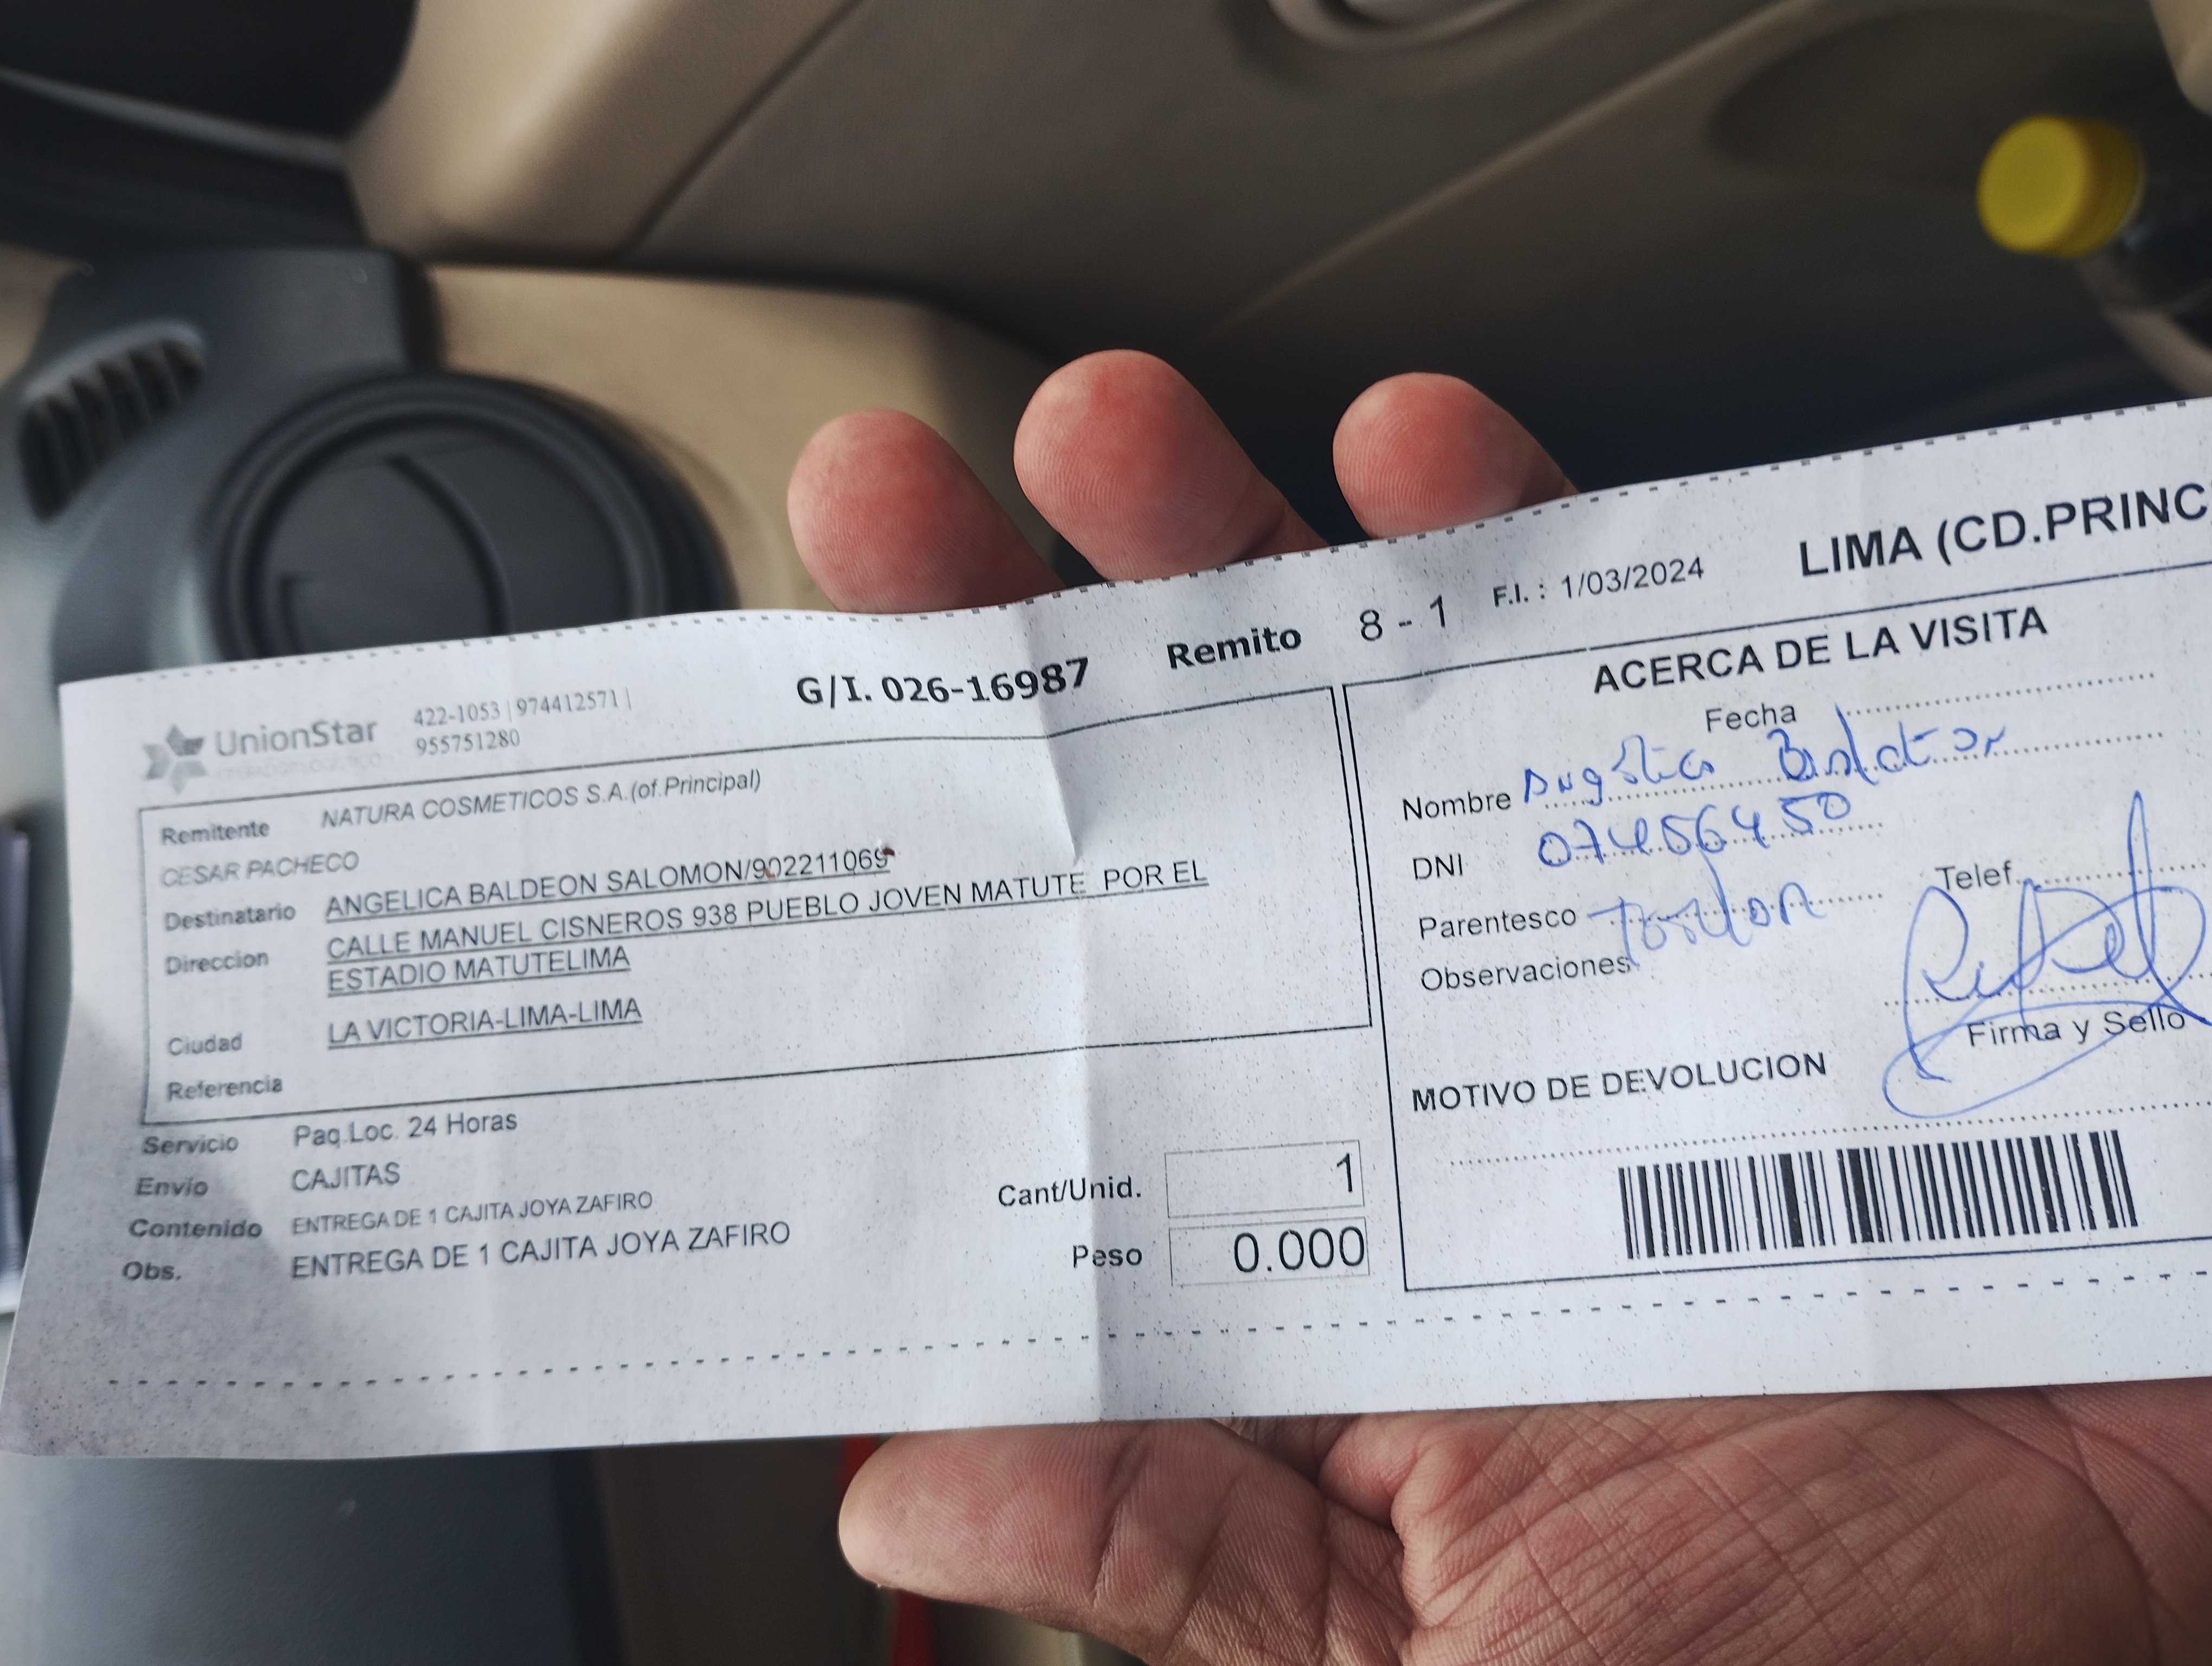 UnionStar
422-1053 | 974412571 |
955751280
G/I. 026-16987 Remito 8 - 1 F.I. : 1/03/2024 LIMA (CD.PRINC
Remitente NATURA COSMETICOS S.A.(of.Principal)
CESAR PACHECO
Destinatario ANGELICA BALDEON SALOMON/902211069
Direccion CALLE MANUEL CISNEROS 938 PUEBLO JOVEN MATUTE POR EL
ESTADIO MATUTELIMA
Ciudad LA VICTORIA-LIMA-LIMA
Referencia
Servicio Paq.Loc. 24 Horas
Envio CAJITAS
Contenido ENTREGA DE 1 CAJITA JOYA ZAFIRO
Obs. ENTREGA DE 1 CAJITA JOYA ZAFIRO
Cant/Unid. 1
Peso 0.000
ACERCA DE LA VISITA
Fecha
Nombre
DNI 07456450
Parentesco
Telef.
Observaciones
Firma y Sello
MOTIVO DE DEVOLUCION